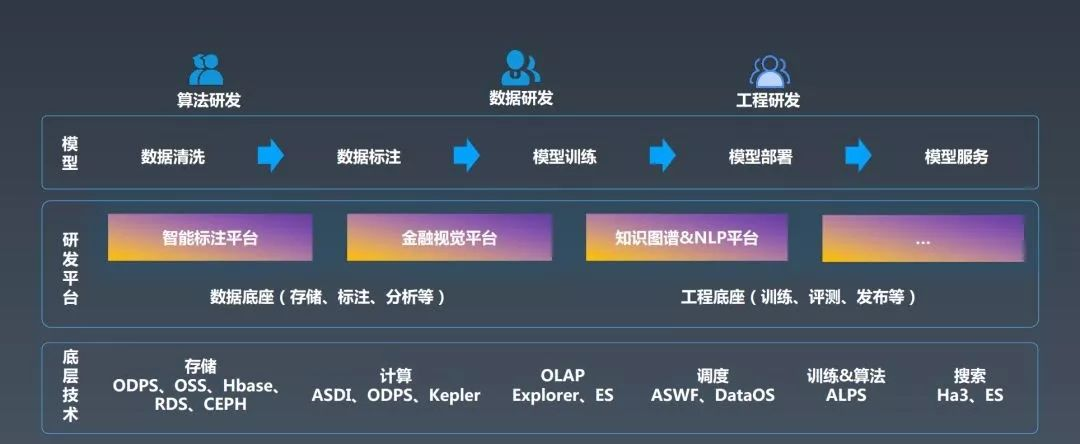 算法研发
数据研发
工程研发
模型
数据清洗
数据标注
模型训练
模型部署
模型服务
研发平台
智能标注平台
金融视觉平台
知识图谱&NLP平台
...
数据底座（存储、标注、分析等）
工程底座（训练、评测、发布等）
底层技术
存储
ODPS、OSS、Hbase、
RDS、CEPH
计算
ASDI、ODPS、Kepler
OLAP
Explorer、ES
调度
ASWF、DataOS
训练&算法
ALPS
搜索
Ha3、ES